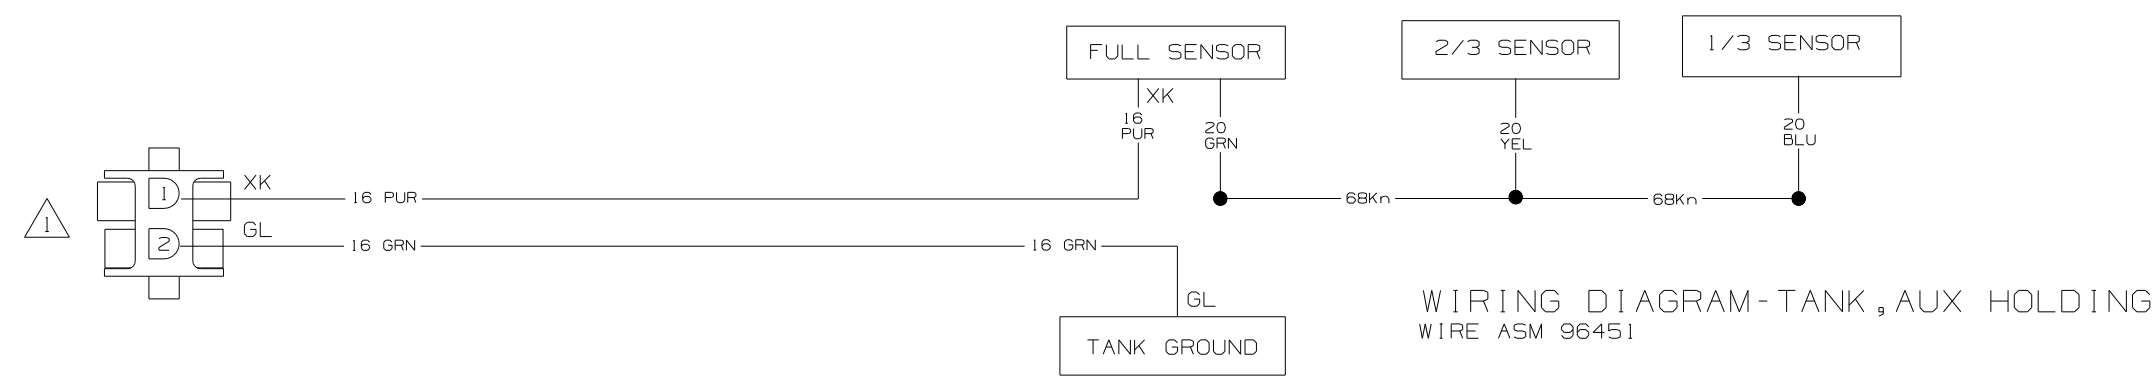 FULL SENSOR
2/3 SENSOR
1/3 SENSOR
XK
16
PUR
20
GRN
20
YEL
20
BLU
1
XK
1
16 PUR
68Kn
68Kn
GL
2
16 GRN
16 GRN
GL
TANK GROUND
WIRING DIAGRAM-TANK,AUX HOLDING
WIRE ASM 96451